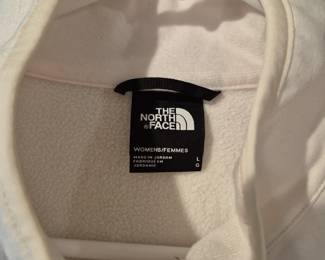 THE
NORTH
FACE
WOMENS/FEMMES
MADE IN JORDAN
FABRIQUÉ EN
JORDANIE
L
G